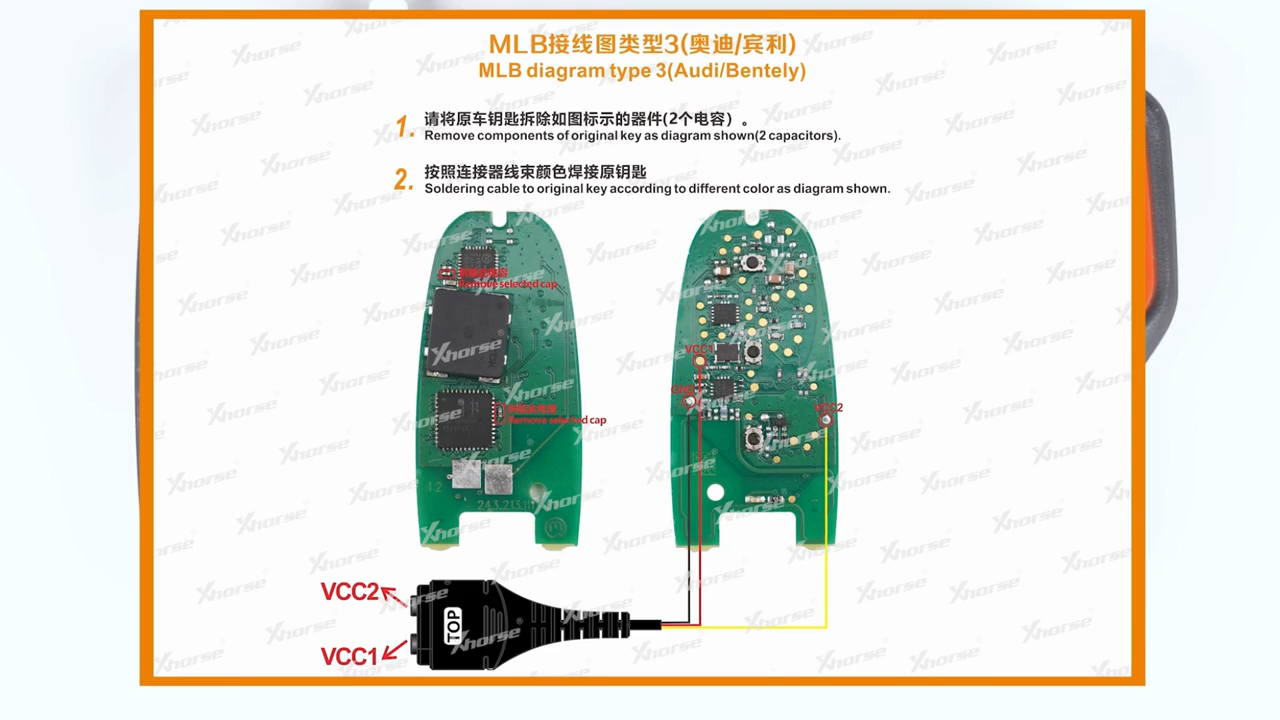 MLB接线图类型3(奥迪/宾利)
MLB diagram type 3(Audi/Bentely)
1. 请将原车钥匙拆除如图标示的器件(2个电容）。
Remove components of original key as diagram shown(2 capacitors).
2. 按照连接器线束颜色焊接原钥匙
Soldering cable to original key according to different color as diagram shown.
Remove selected cap
Remove selected cap
VCC1
GND
VCC2
12
VCC2
TOP
VCC1
Xhorse